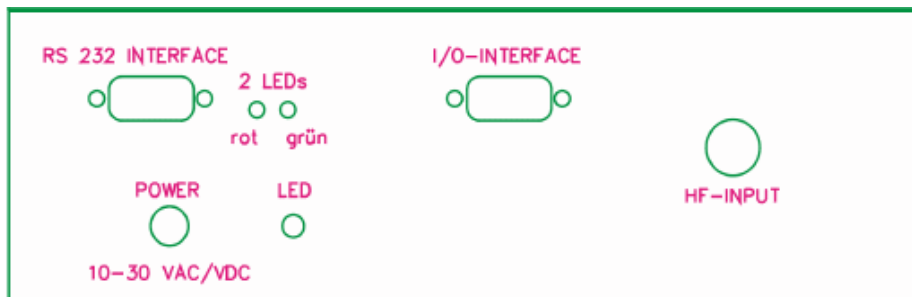 RS 232 INTERFACE
I/O-INTERFACE
2 LEDs
rot grün
POWER
LED
HF-INPUT
10-30 VAC/VDC